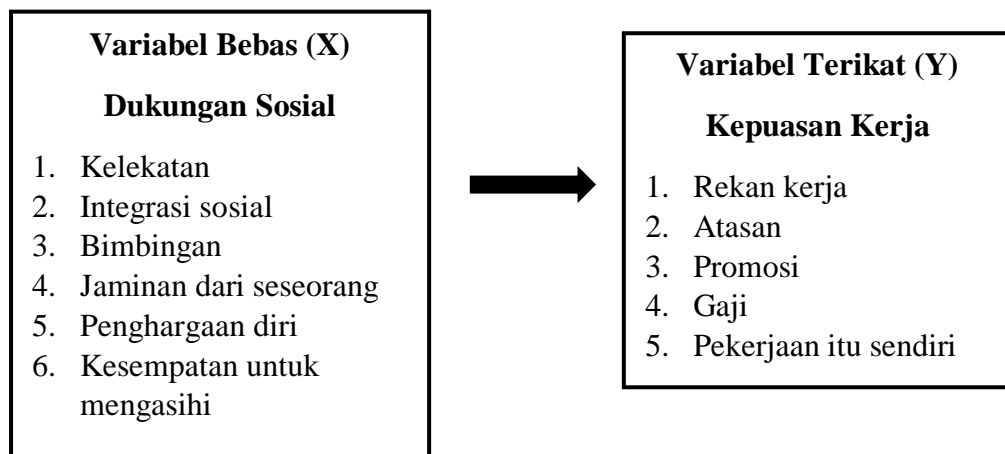 Variabel Bebas (X)
Dukungan Sosial
1. Kelekatan
2. Integrasi sosial
3. Bimbingan
4. Jaminan dari seseorang
5. Penghargaan diri
6. Kesempatan untuk
mengasihi
Variabel Terikat (Y)
Kepuasan Kerja
1. Rekan kerja
2. Atasan
3. Promosi
4. Gaji
5. Pekerjaan itu sendiri